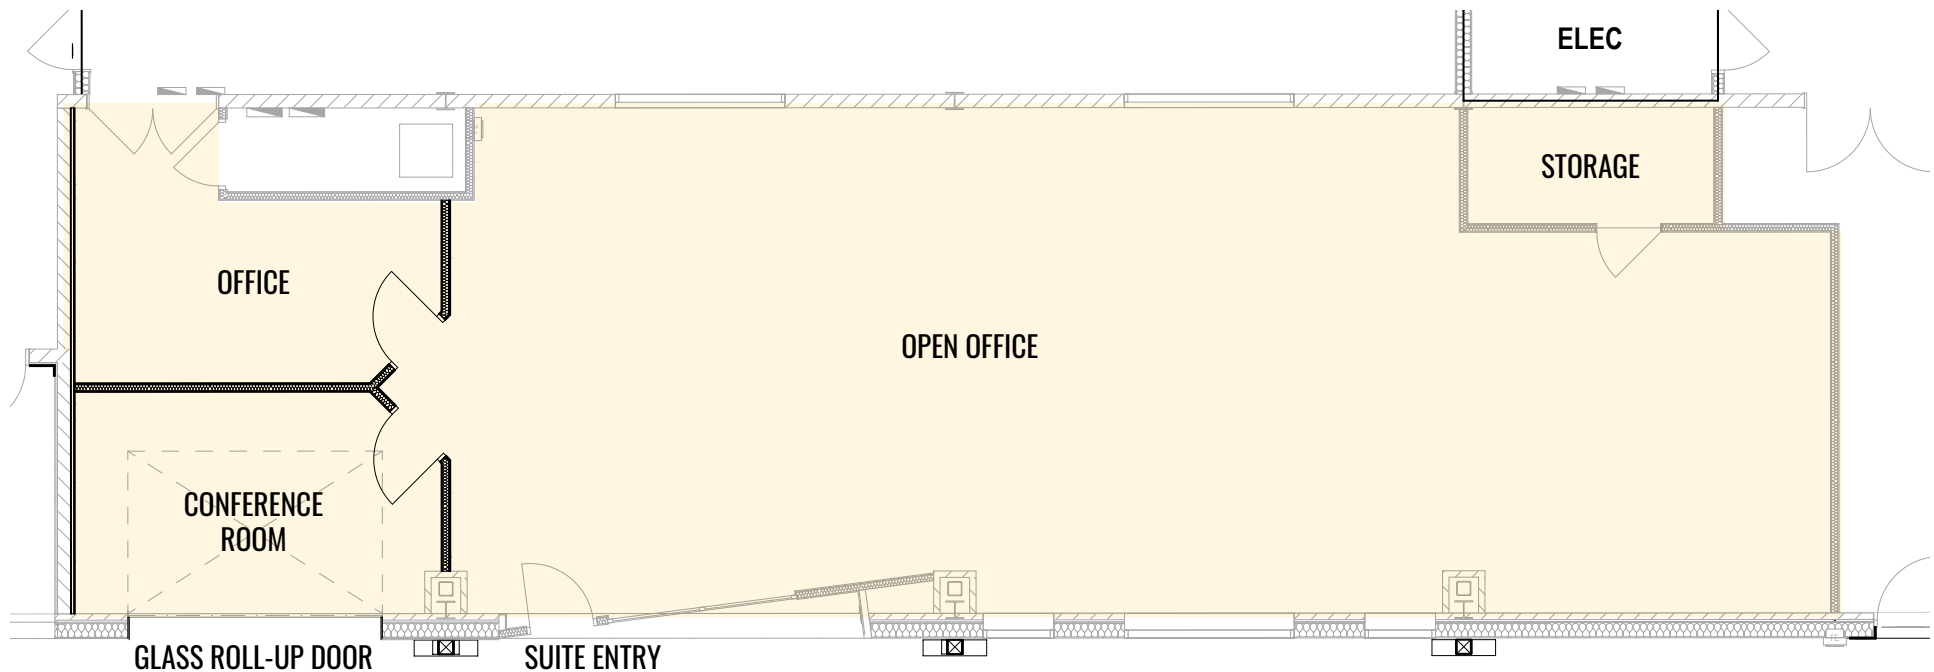 ELEC
STORAGE
OFFICE
OPEN OFFICE
CONFERENCE
ROOM
GLASS ROLL-UP DOOR
SUITE ENTRY